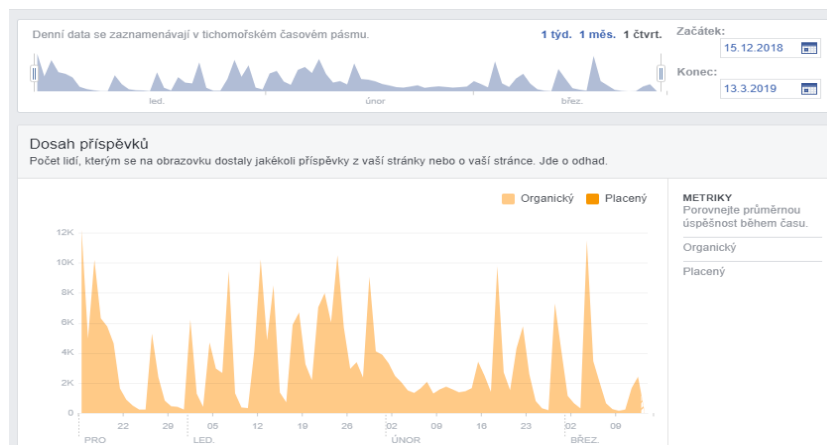 Denní data se zaznamenávají v tichomořském časovém pásmu.
1 týd. 1 měs. 1 čtvrt.
Začátek:
15.12.2018
Konec:
13.3.2019
led. únor břez.
Dosah příspěvků
Počet lidí, kterým se na obrazovku dostaly jakékoli příspěvky z vaší stránky nebo o vaší stránce. Jde o odhad.
Organický Placený
METRIKY
Porovnejte průměrnou
úspěšnost během času.
Organický
Placený
12K
10K
8K
6K
4K
2K
0
22 29 05 12 19 26 02 09 16 23 02 09
PRO LED. ÚNOR BŘEZ.